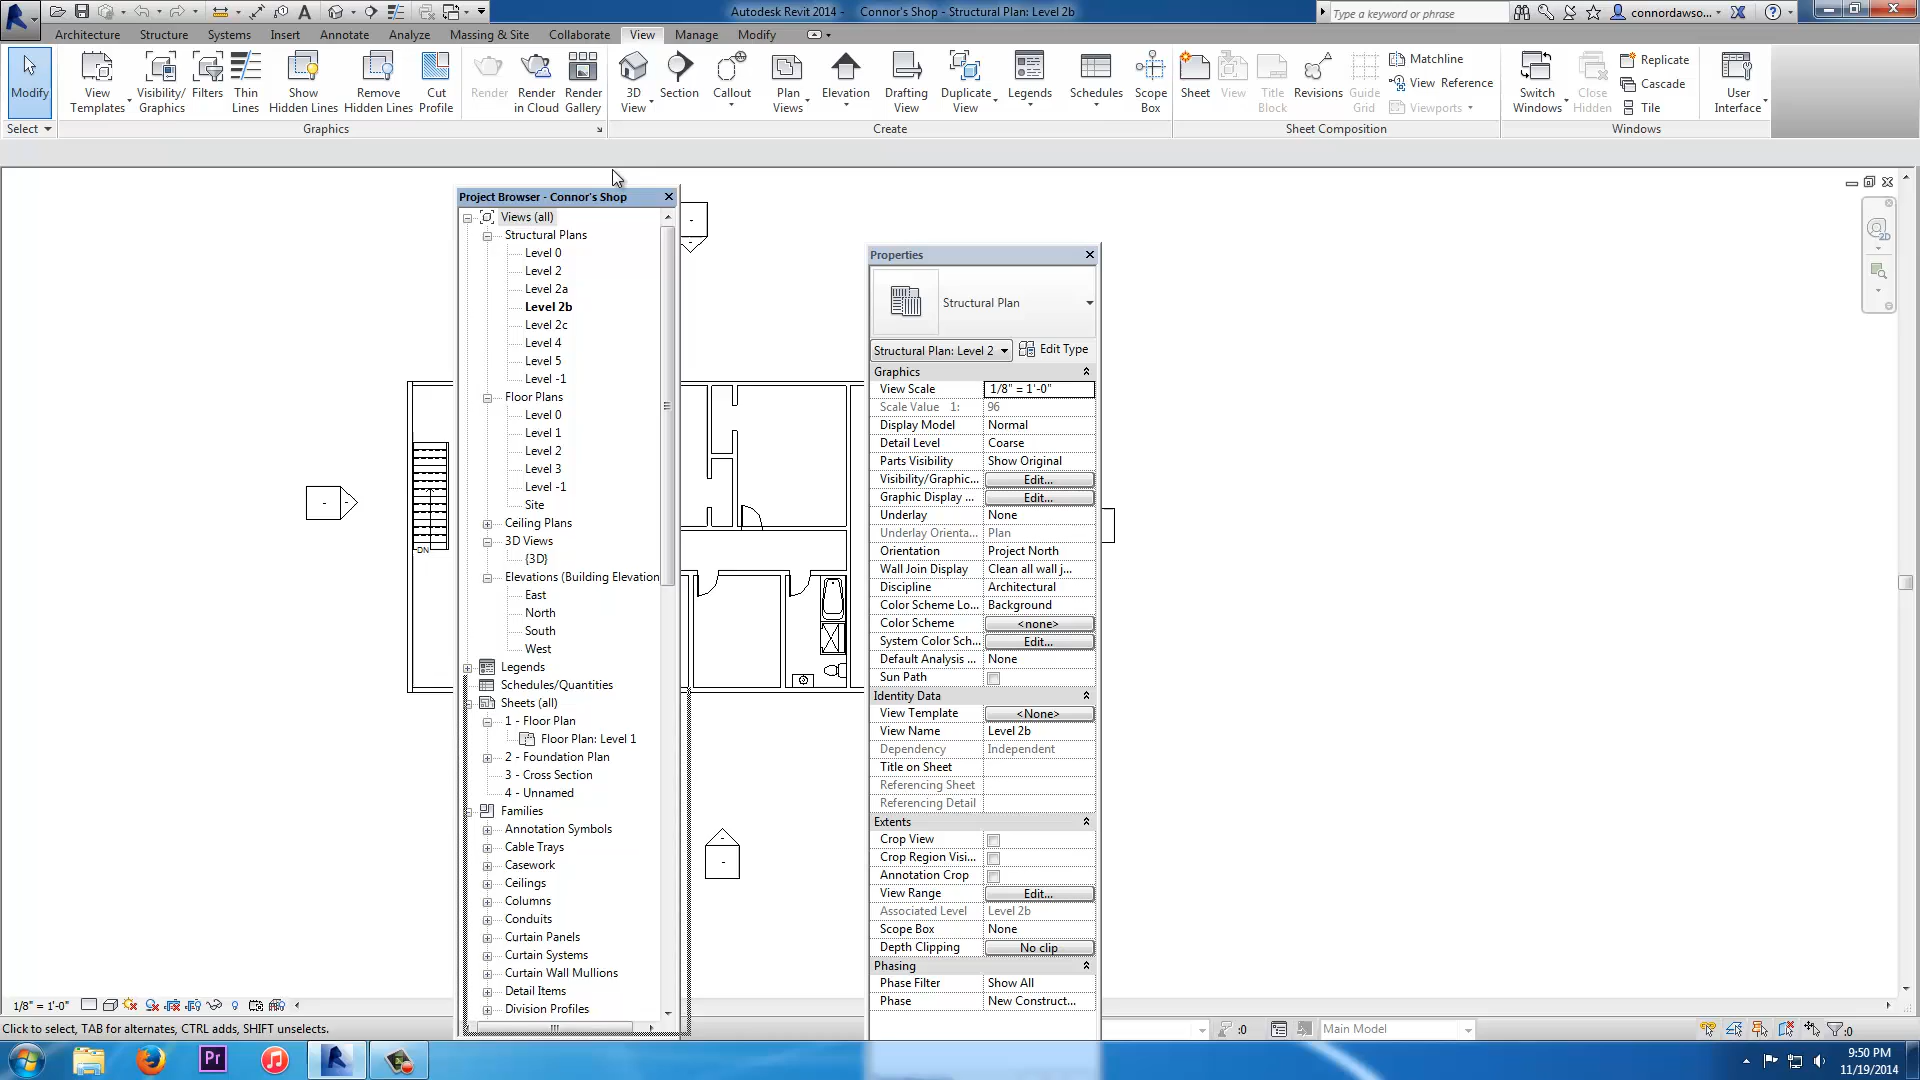 Autodesk Revit 2014 - Connor's Shop - Structural Plan: Level 2b
Type a keyword or phrase
connordawso...
Architecture Structure Systems Insert Annotate Analyze Massing & Site Collaborate View Manage Modify
Modify
View Templates
Visibility/ Graphics
Filters
Thin Lines
Show Hidden Lines
Remove Hidden Lines
Cut Profile
Render
Render in Cloud
Render Gallery
3D View
Section
Callout
Plan Views
Elevation
Drafting View
Duplicate View
Legends
Schedules
Scope Box
Sheet
View
Title Block
Revisions
Guide Grid
Matchline
View Reference
Viewports
Switch Windows
Close Hidden
Replicate
Cascade
Tile
User Interface
Select
Graphics
Create
Sheet Composition
Windows
Project Browser - Connor's Shop
Views (all)
Structural Plans
Level 0
Level 2
Level 2a
Level 2b
Level 2c
Level 4
Level 5
Level -1
Floor Plans
Level 0
Level 1
Level 2
Level 3
Level -1
Site
Ceiling Plans
3D Views
{3D}
Elevations (Building Elevation
East
North
South
West
Legends
Schedules/Quantities
Sheets (all)
1 - Floor Plan
Floor Plan: Level 1
2 - Foundation Plan
3 - Cross Section
4 - Unnamed
Families
Annotation Symbols
Cable Trays
Casework
Ceilings
Columns
Conduits
Curtain Panels
Curtain Systems
Curtain Wall Mullions
Detail Items
Division Profiles
DN
2D
Properties
Structural Plan
Structural Plan: Level 2
Edit Type
Graphics
View Scale 1/8" = 1'-0"
Scale Value 1: 96
Display Model Normal
Detail Level Coarse
Parts Visibility Show Original
Visibility/Graphic... Edit...
Graphic Display ... Edit...
Underlay None
Underlay Orienta... Plan
Orientation Project North
Wall Join Display Clean all wall j...
Discipline Architectural
Color Scheme Lo... Background
Color Scheme <none>
System Color Sch... Edit...
Default Analysis ... None
Sun Path
Identity Data
View Template <None>
View Name Level 2b
Dependency Independent
Title on Sheet
Referencing Sheet
Referencing Detail
Extents
Crop View
Crop Region Visi...
Annotation Crop
View Range Edit...
Associated Level Level 2b
Scope Box None
Depth Clipping No clip
Phasing
Phase Filter Show All
Phase New Construct...
1/8" = 1'-0"
Click to select, TAB for alternates, CTRL adds, SHIFT unselects.
:0
Main Model
:0
Pr
9:50 PM
11/19/2014